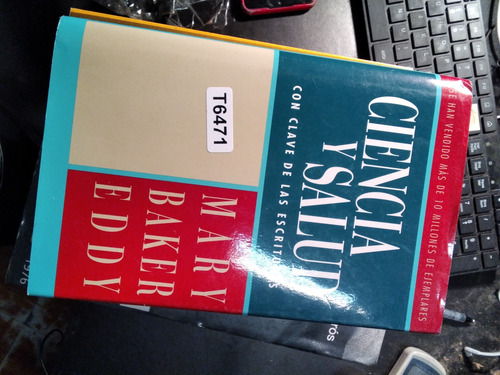 SE HAN VENDIDO MÁS DE 10 MILLONES DE EJEMPLARES
CIENCIA
Y SALUD
CON CLAVE DE LAS ESCRITURAS
T6471
MARY
BAKER
EDDY
1976